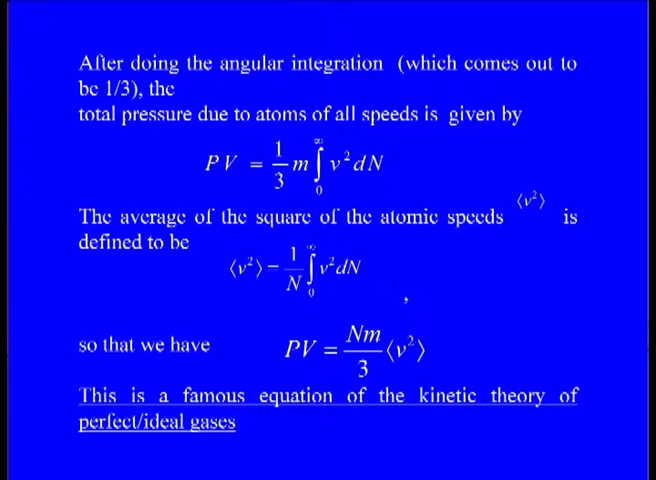 After doing the angular integration (which comes out to
be 1/3), the
total pressure due to atoms of all speeds is given by
P V = 1/3 m ∫₀^∞ v² dN
The average of the square of the atomic speeds ⟨v²⟩ is
defined to be
⟨v²⟩ = 1/N ∫₀^∞ v² dN ,
so that we have PV = Nm/3 ⟨v²⟩
This is a famous equation of the kinetic theory of
perfect/ideal gases